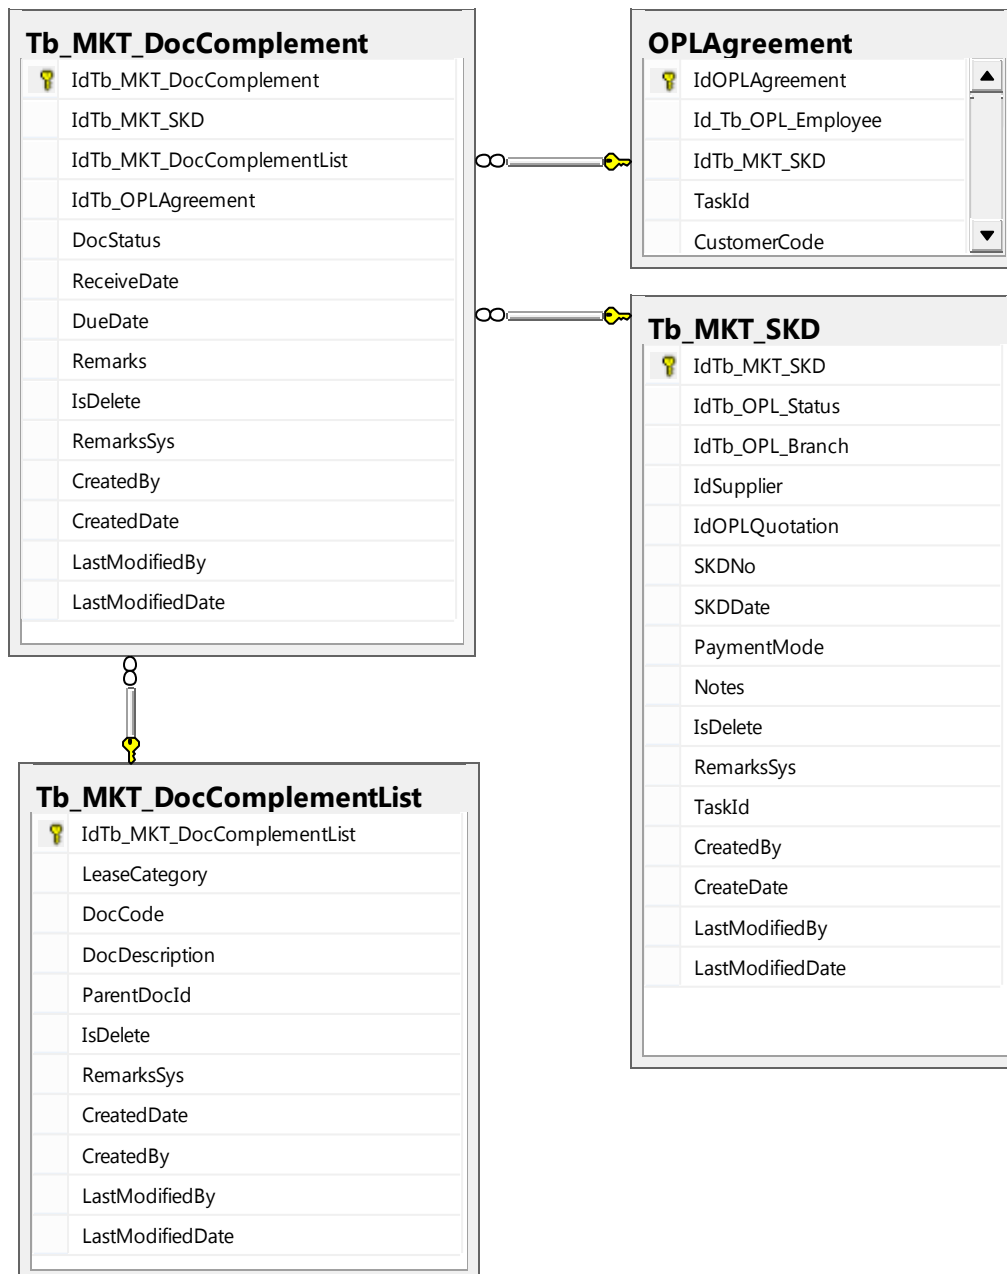 Tb_MKT_DocComplement
IdTb_MKT_DocComplement
IdTb_MKT_SKD
IdTb_MKT_DocComplementList
IdTb_OPLAgreement
DocStatus
ReceiveDate
DueDate
Remarks
IsDelete
RemarksSys
CreatedBy
CreatedDate
LastModifiedBy
LastModifiedDate
OPLAgreement
IdOPLAgreement
Id_Tb_OPL_Employee
IdTb_MKT_SKD
TaskId
CustomerCode
Tb_MKT_SKD
IdTb_MKT_SKD
IdTb_OPL_Status
IdTb_OPL_Branch
IdSupplier
IdOPLQuotation
SKDNo
SKDDate
PaymentMode
Notes
IsDelete
RemarksSys
TaskId
CreatedBy
CreateDate
LastModifiedBy
LastModifiedDate
Tb_MKT_DocComplementList
IdTb_MKT_DocComplementList
LeaseCategory
DocCode
DocDescription
ParentDocId
IsDelete
RemarksSys
CreatedDate
CreatedBy
LastModifiedBy
LastModifiedDate